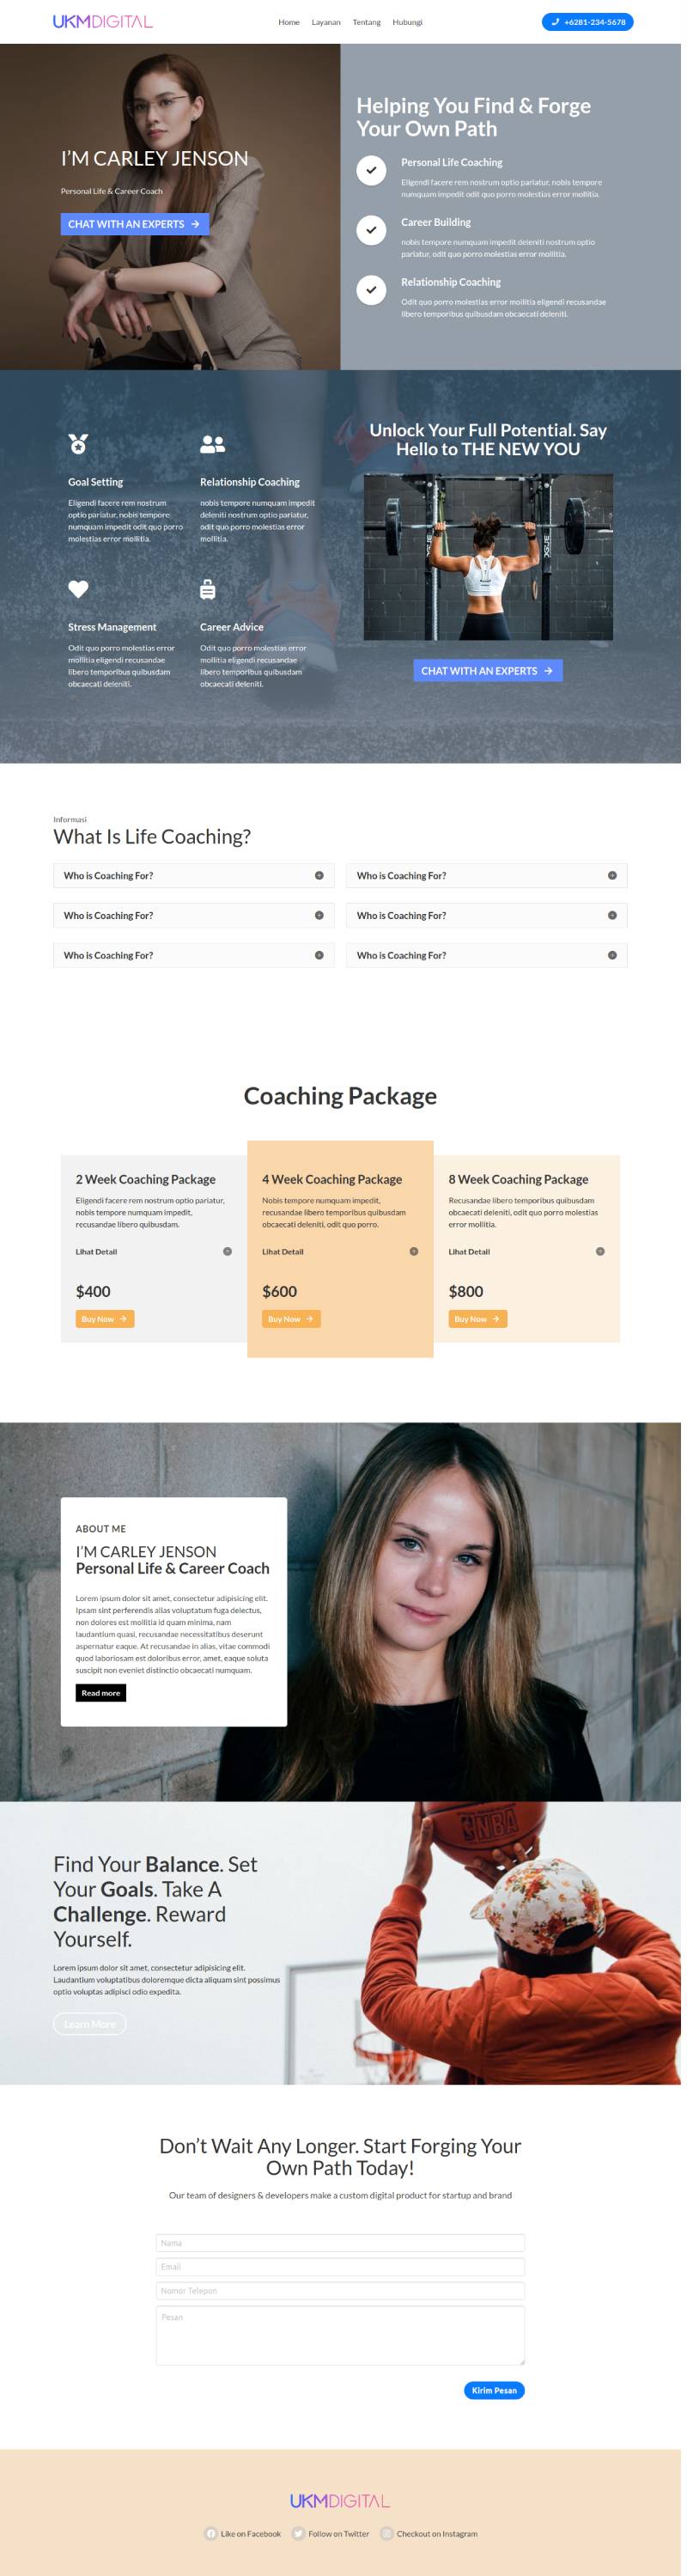 UKMDIGITAL
Home Layanan Tentang Hubungi
+6281-234-5678
I'M CARLEY JENSON
Personal Life & Career Coach
CHAT WITH AN EXPERTS
Helping You Find & Forge
Your Own Path
Personal Life Coaching
Eligendi facere rem nostrum optio pariatur, nobis tempore
numquam impedit odit quo porro molestias error mollitia.
Career Building
nobis tempore numquam impedit deleniti nostrum optio
pariatur, odit quo porro molestias error mollitia.
Relationship Coaching
Odit quo porro molestias error mollitia eligendi recusandae
libero temporibus quibusdam obcaecati deleniti.
Goal Setting
Eligendi facere rem nostrum
optio pariatur, nobis tempore
numquam impedit odit quo porro
molestias error mollitia.
Relationship Coaching
nobis tempore numquam impedit
deleniti nostrum optio pariatur,
odit quo porro molestias error
mollitia.
Stress Management
Odit quo porro molestias error
mollitia eligendi recusandae
libero temporibus quibusdam
obcaecati deleniti.
Career Advice
Odit quo porro molestias error
mollitia eligendi recusandae
libero temporibus quibusdam
obcaecati deleniti.
Unlock Your Full Potential. Say
Hello to THE NEW YOU
CHAT WITH AN EXPERTS
Informasi
What Is Life Coaching?
Who is Coaching For?
Who is Coaching For?
Who is Coaching For?
Who is Coaching For?
Who is Coaching For?
Who is Coaching For?
Coaching Package
2 Week Coaching Package
Eligendi facere rem nostrum optio pariatur,
nobis tempore numquam impedit,
recusandae libero quibusdam.
Lihat Detail
$400
Buy Now
4 Week Coaching Package
Nobis tempore numquam impedit,
recusandae libero temporibus quibusdam
obcaecati deleniti, odit quo porro.
Lihat Detail
$600
Buy Now
8 Week Coaching Package
Recusandae libero temporibus quibusdam
obcaecati deleniti, odit quo porro molestias
error mollitia.
Lihat Detail
$800
Buy Now
ABOUT ME
I'M CARLEY JENSON
Personal Life & Career Coach
Lorem ipsum dolor sit amet, consectetur adipisicing elit.
Ipsam sint perferendis alias voluptatum fuga delectus,
non dolores est mollitia id quam minima, nam
laudantium quasi, recusandae necessitatibus deserunt
aspernatur eaque. At recusandae in alias, vitae commodi
quod laboriosam est doloribus error, amet, eaque soluta
suscipit non eveniet distinctio obcaecati numquam.
Read more
NBA
Find Your Balance. Set
Your Goals. Take A
Challenge. Reward
Yourself.
Lorem ipsum dolor sit amet, consectetur adipisicing elit.
Laudantium voluptatibus doloremque dicta aliquam sint possimus
optio voluptas adipisci odio expedita.
Learn More
Don't Wait Any Longer. Start Forging Your
Own Path Today!
Our team of designers & developers make a custom digital product for startup and brand
Nama
Email
Nomor Telepon
Pesan
Kirim Pesan
UKMDIGITAL
Like on Facebook Follow on Twitter Checkout on Instagram